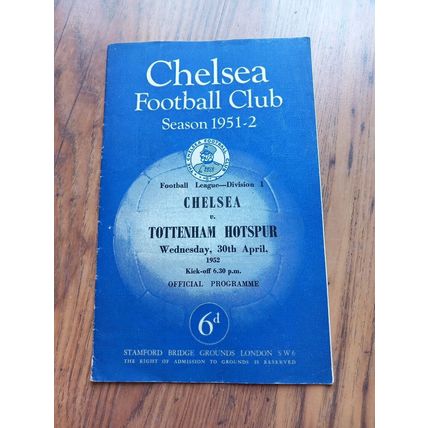 Chelsea
Football Club
Season 1951-2
Football League—Division 1
CHELSEA
v.
TOTTENHAM HOTSPUR
Wednesday, 30th April,
1952
Kick-off 6.30 p.m.
OFFICIAL PROGRAMME
6d
STAMFORD BRIDGE GROUNDS LONDON S W 6
THE RIGHT OF ADMISSION TO GROUNDS IS RESERVED